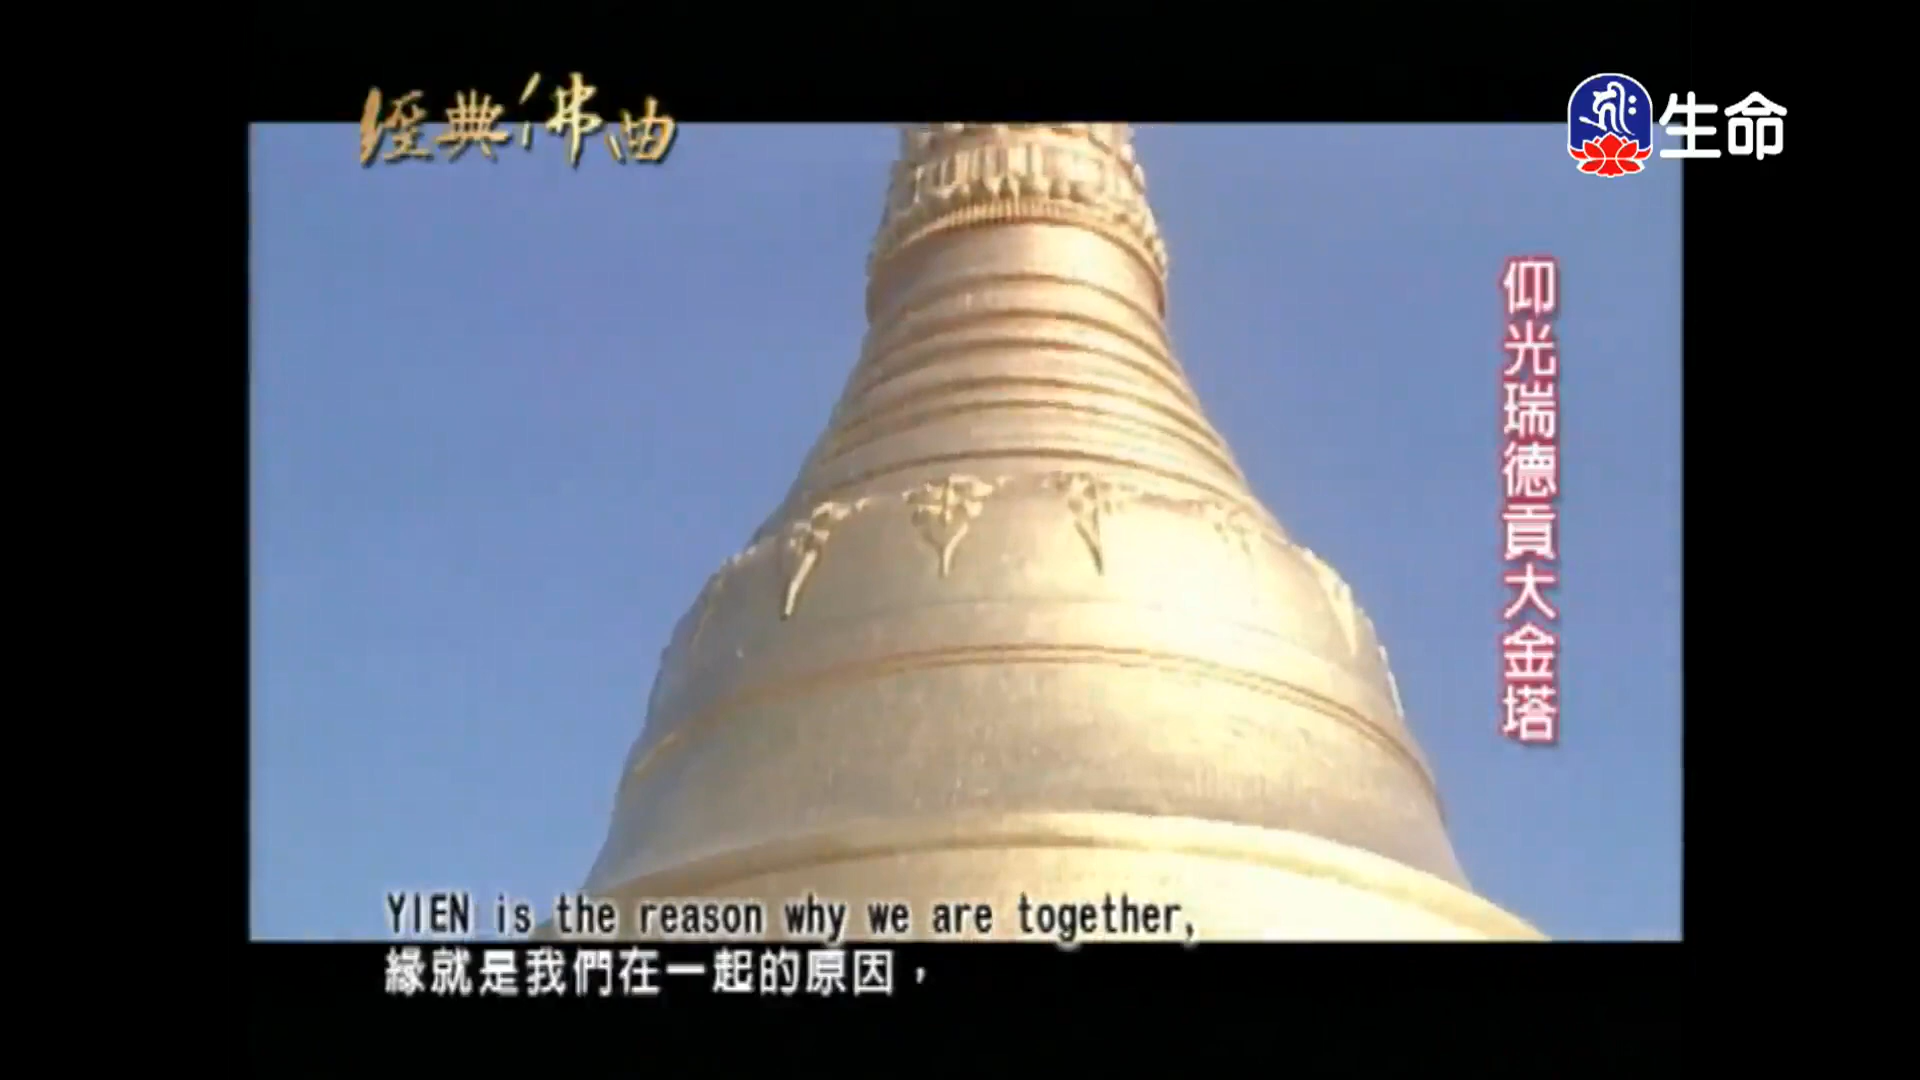 經典佛曲
生命
仰光瑞德貢大金塔
YIEN is the reason why we are together,
緣就是我們在一起的原因，